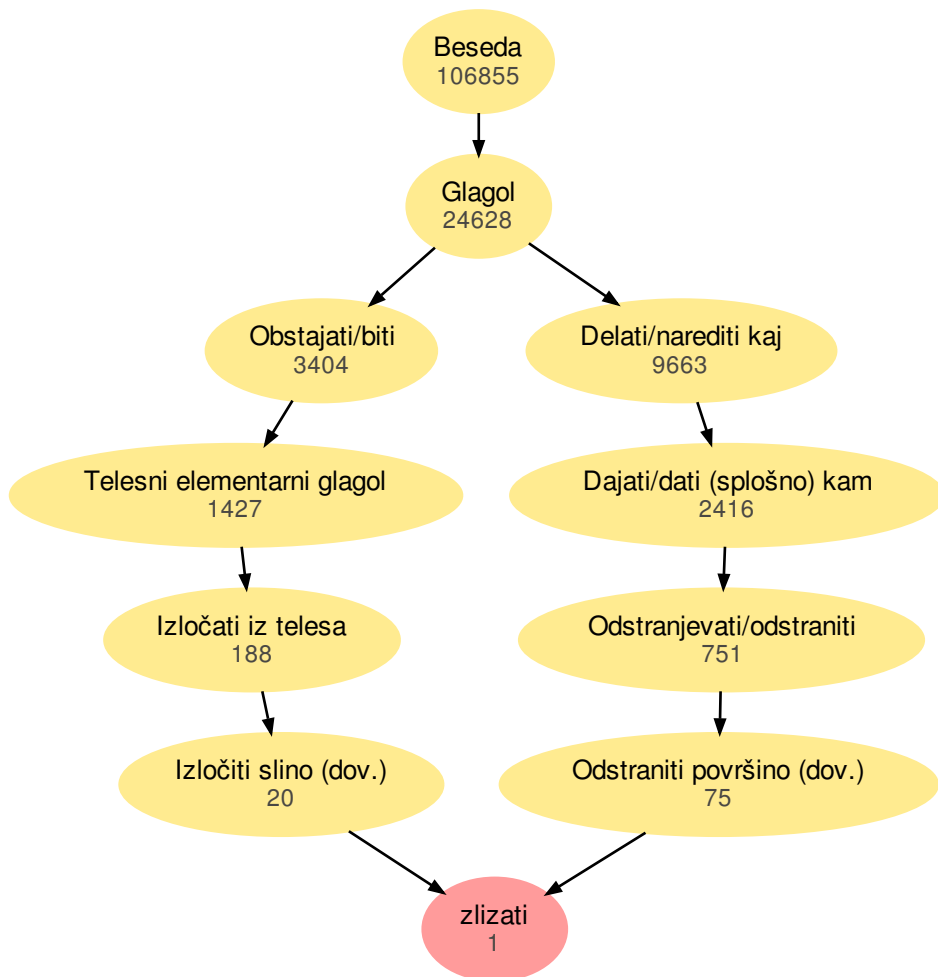 Beseda
106855
Glagol
24628
Obstajati/biti
3404
Delati/narediti kaj
9663
Telesni elementarni glagol
1427
Dajati/dati (splošno) kam
2416
Izločati iz telesa
188
Odstranjevati/odstraniti
751
Izločiti slino (dov.)
20
Odstraniti površino (dov.)
75
zlizati
1